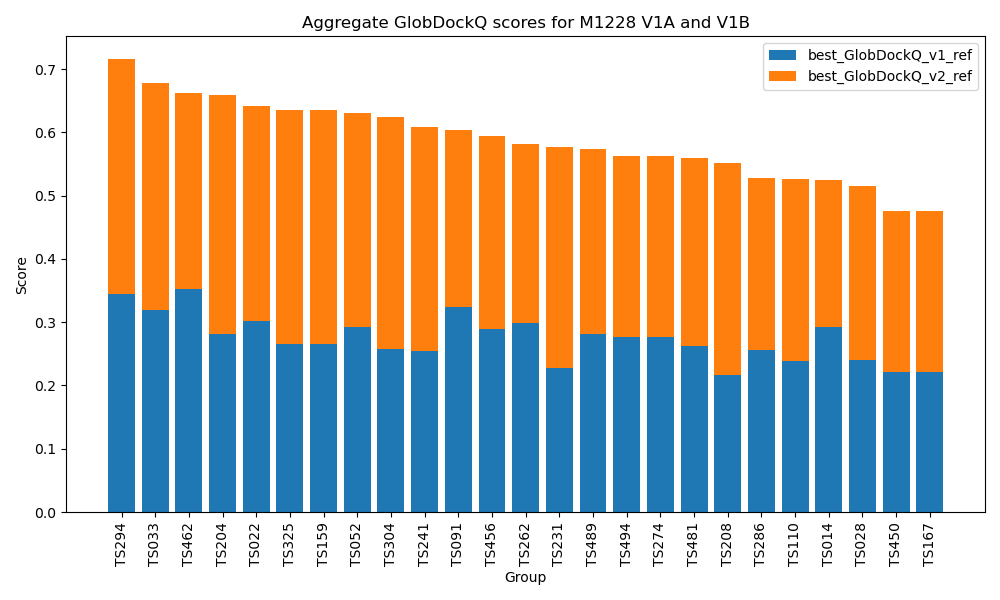 Aggregate GlobDockQ scores for M1228 V1A and V1B
best_GlobDockQ_v1_ref
best_GlobDockQ_v2_ref
Score
0.7
0.6
0.5
0.4
0.3
0.2
0.1
0.0
TS294
TS033
TS462
TS204
TS022
TS325
TS159
TS052
TS304
TS241
TS091
TS456
TS262
TS231
TS489
TS494
TS274
TS481
TS208
TS286
TS110
TS014
TS028
TS450
TS167
Group